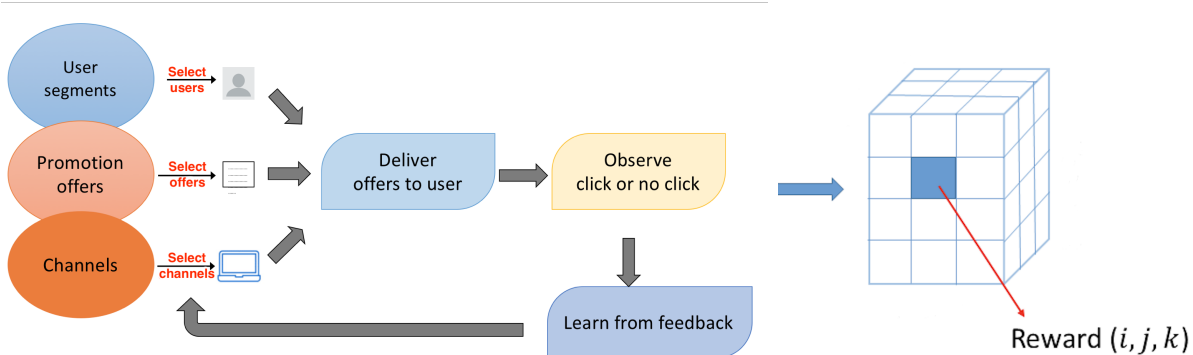 User
segments
Select
users
Promotion
offers
Select
offers
Channels
Select
channels
Deliver
offers to user
Observe
click or no click
Learn from feedback
Reward (i, j, k)